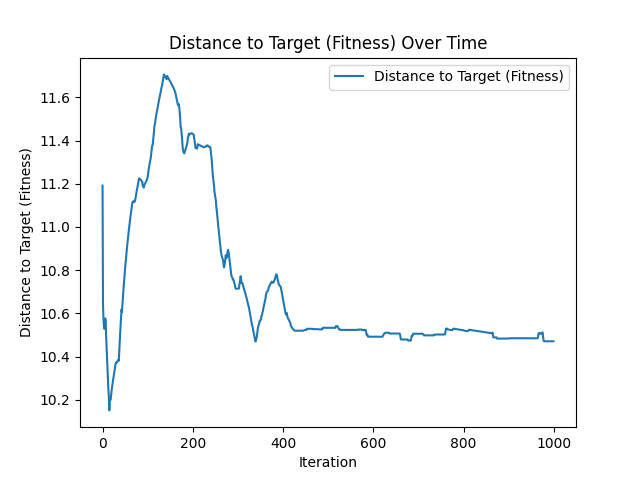 Distance to Target (Fitness) Over Time
Distance to Target (Fitness)
Distance to Target (Fitness)
11.6
11.4
11.2
11.0
10.8
10.6
10.4
10.2
0 200 400 600 800 1000
Iteration